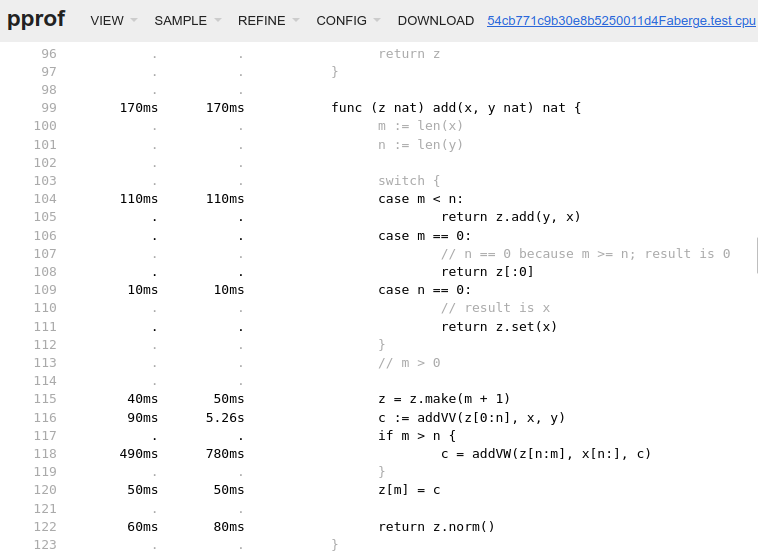 pprof VIEW SAMPLE REFINE CONFIG DOWNLOAD 54cb771c9b30e8b5250011d4Faberge.test cpu
96 . . return z
97 . . }
98 . .
99 170ms 170ms func (z nat) add(x, y nat) nat {
100 . . m := len(x)
101 . . n := len(y)
102 . .
103 . . switch {
104 110ms 110ms case m < n:
105 . . return z.add(y, x)
106 . . case m == 0:
107 . . // n == 0 because m >= n; result is 0
108 . . return z[:0]
109 10ms 10ms case n == 0:
110 . . // result is x
111 . . return z.set(x)
112 . . }
113 . . // m > 0
114 . .
115 40ms 50ms z = z.make(m + 1)
116 90ms 5.26s c := addVV(z[0:n], x, y)
117 . . if m > n {
118 490ms 780ms c = addVW(z[n:m], x[n:], c)
119 . . }
120 50ms 50ms z[m] = c
121 . .
122 60ms 80ms return z.norm()
123 . . }